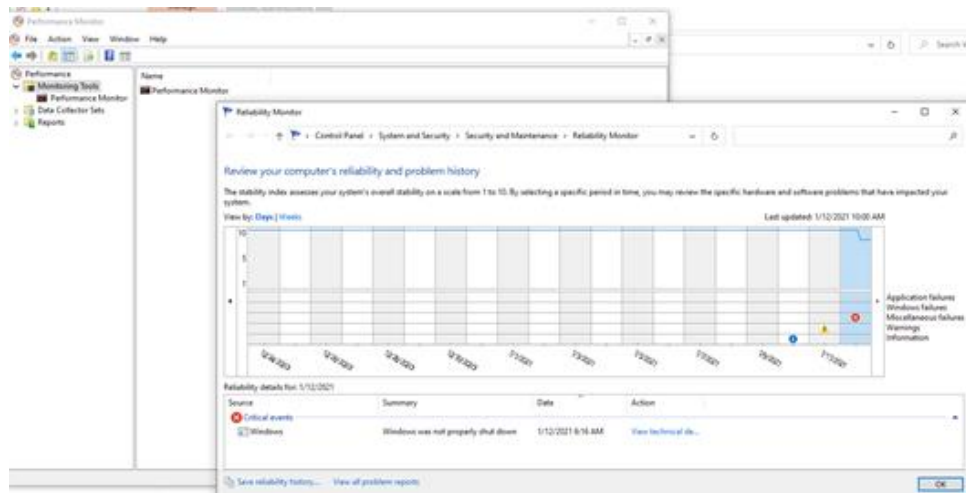 Performance Monitor
File Action View Window Help
Performance
Monitoring Tools
Performance Monitor
Data Collector Sets
Reports
Name
Performance Monitor
Reliability Monitor
Control Panel › System and Security › Security and Maintenance › Reliability Monitor
Review your computer's reliability and problem history
The stability index assesses your system's overall stability on a scale from 1 to 10. By selecting a specific period in time, you may review the specific hardware and software problems that have impacted your
system.
View by: Days | Weeks
Last updated: 1/12/2021 10:00 AM
10
5
1
Application failures
Windows failures
Miscellaneous failures
Warnings
Information
Reliability details for: 1/12/2021
Source Summary Date Action
Critical events
Windows Windows was not properly shut down 1/12/2021 6:16 AM View technical de...
Save reliability history... View all problem reports
OK